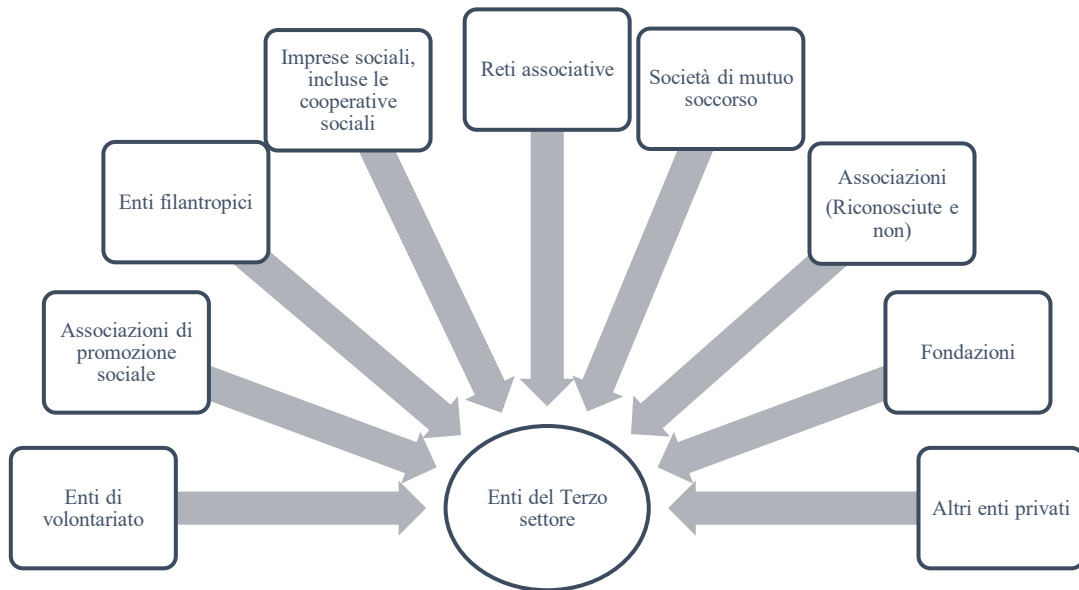 Imprese sociali,
incluse le
cooperative
sociali
Reti associative
Società di mutuo
soccorso
Enti filantropici
Associazioni
(Riconosciute e
non)
Associazioni di
promozione
sociale
Fondazioni
Enti di
volontariato
Enti del Terzo
settore
Altri enti privati